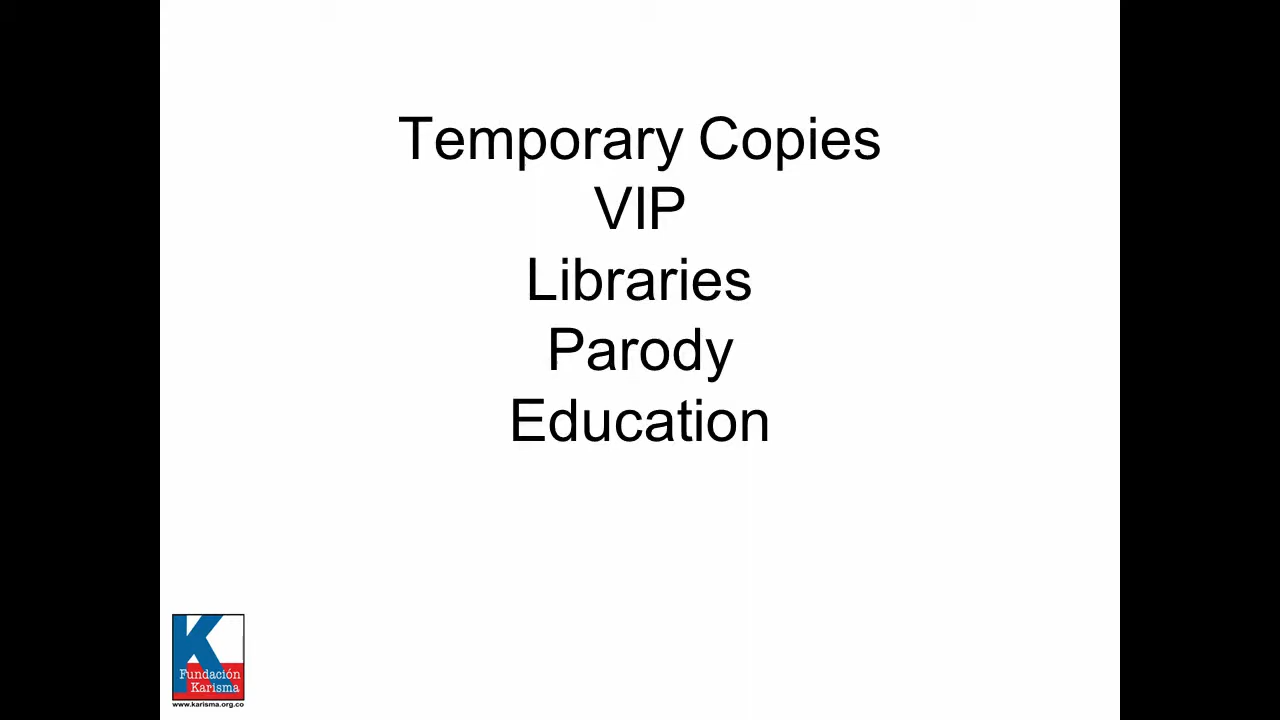 Temporary Copies
VIP
Libraries
Parody
Education
K
Fundación
Karisma
www.karisma.org.co